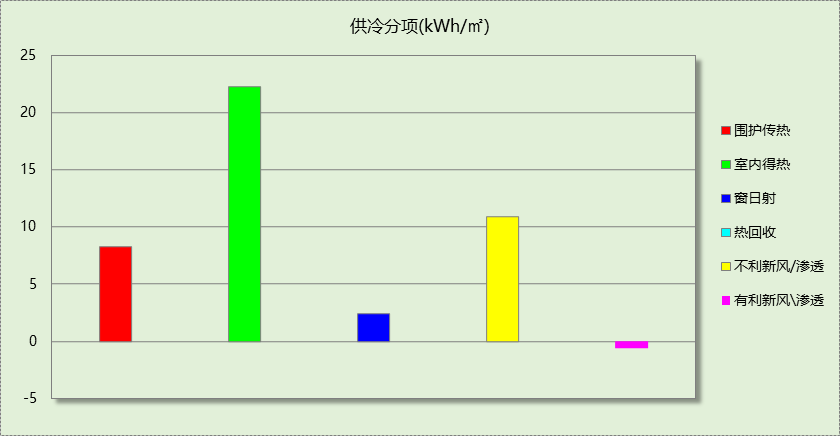 供冷分项(kWh/㎡)
25
20
15
10
5
0
-5
围护传热
室内得热
窗日射
热回收
不利新风/渗透
有利新风\渗透